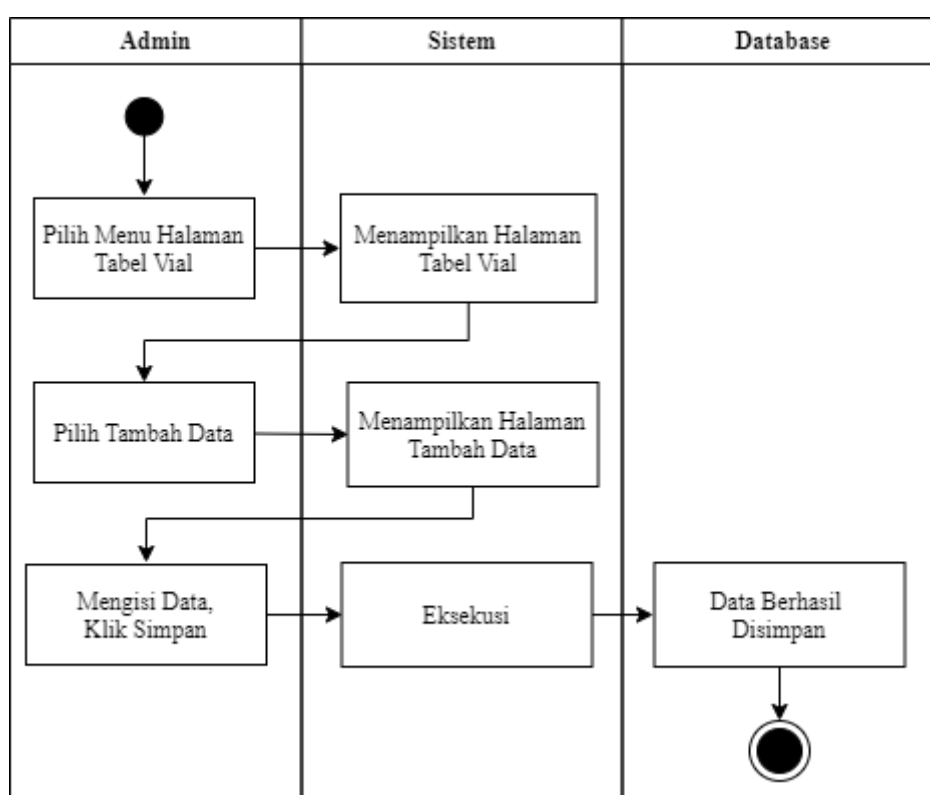 Admin
Sistem
Database
Pilih Menu Halaman
Tabel Vial
Menampilkan Halaman
Tabel Vial
Pilih Tambah Data
Menampilkan Halaman
Tambah Data
Mengisi Data,
Klik Simpan
Eksekusi
Data Berhasil
Disimpan